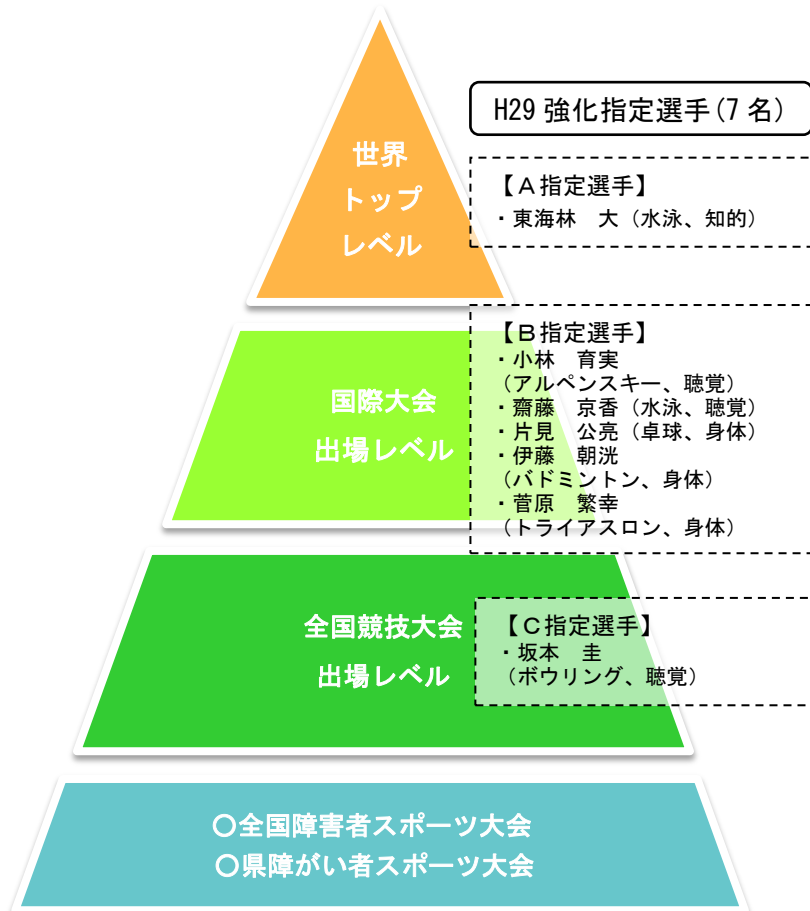 H29 強化指定選手(7 名)
世界
トップ
レベル
【A指定選手】
・東海林 大（水泳、知的）
国際大会
出場レベル
【B指定選手】
・小林 育実
（アルペンスキー、聴覚）
・齋藤 京香（水泳、聴覚）
・片見 公亮（卓球、身体）
・伊藤 朝洸
（バドミントン、身体）
・菅原 繁幸
（トライアスロン、身体）
全国競技大会
出場レベル
【C指定選手】
・坂本 圭
（ボウリング、聴覚）
○全国障害者スポーツ大会
○県障がい者スポーツ大会